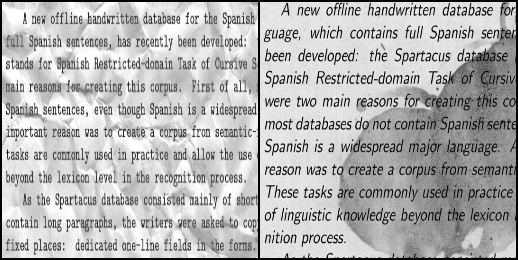 A new offline handwritten database for the Spanish
full Spanish sentences, has recently been developed:
stands for Spanish Restricted-domain Task of Cursive S
main reasons for creating this corpus. First of all,
Spanish sentences, even though Spanish is a widespread
important reason was to create a corpus from semantic-
tasks are commonly used in practice and allow the use
beyond the lexicon level in the recognition process.
As the Spartacus database consisted mainly of short
contain long paragraphs, the writers were asked to cop
fixed places: dedicated one-line fields in the forms.
A new offline handwritten database for
guage, which contains full Spanish senten
been developed: the Spartacus database
Spanish Restricted-domain Task of Cursiv
were two main reasons for creating this co
most databases do not contain Spanish sente
Spanish is a widespread major language. A
reason was to create a corpus from semanti
These tasks are commonly used in practice
of linguistic knowledge beyond the lexicon
nition process.
As the Spartacus database consisted m